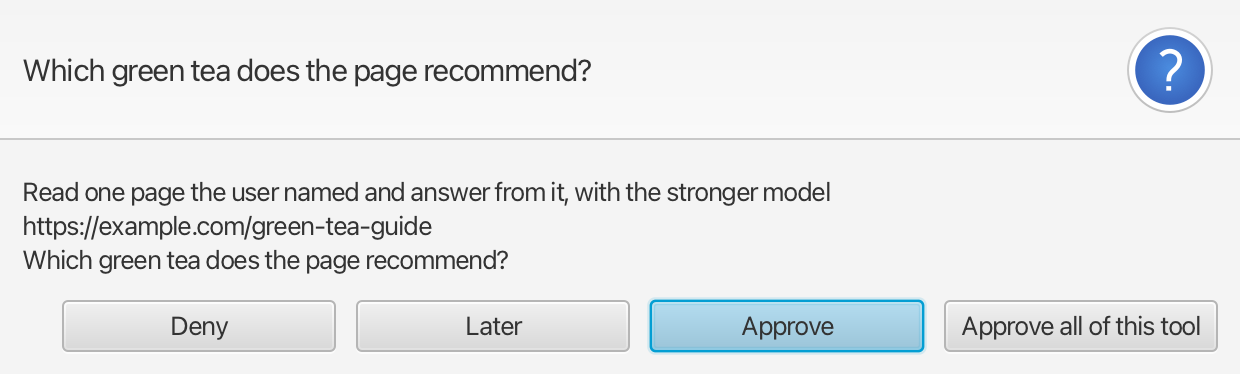 Which green tea does the page recommend?
?
Read one page the user named and answer from it, with the stronger model
https://example.com/green-tea-guide
Which green tea does the page recommend?
Deny
Later
Approve
Approve all of this tool